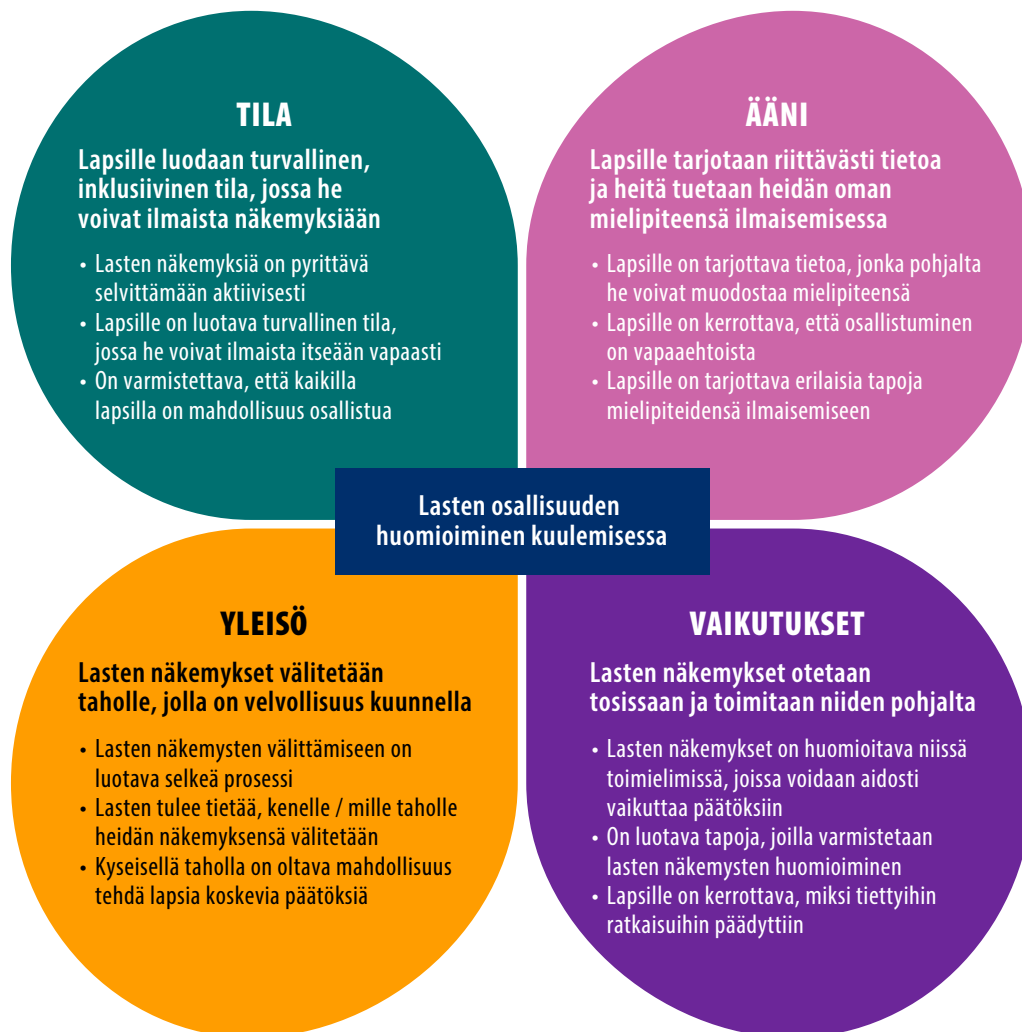 TILA
Lapsille luodaan turvallinen,
inklusiivinen tila, jossa he
voivat ilmaista näkemyksiään
• Lasten näkemyksiä on pyrittävä
selvittämään aktiivisesti
• Lapsille on luotava turvallinen tila,
jossa he voivat ilmaista itseään vapaasti
• On varmistettava, että kaikilla
lapsilla on mahdollisuus osallistua
ÄÄNI
Lapsille tarjotaan riittävästi tietoa
ja heitä tuetaan heidän oman
mielipiteensä ilmaisemisessa
• Lapsille on tarjottava tietoa, jonka pohjalta
he voivat muodostaa mielipiteensä
• Lapsille on kerrottava, että osallistuminen
on vapaaehtoista
• Lapsille on tarjottava erilaisia tapoja
mielipiteidensä ilmaisemiseen
Lasten osallisuuden
huomioiminen kuulemisessa
YLEISÖ
Lasten näkemykset välitetään
taholle, jolla on velvollisuus kuunnella
• Lasten näkemysten välittämiseen on
luotava selkeä prosessi
• Lasten tulee tietää, kenelle / mille taholle
heidän näkemyksensä välitetään
• Kyseisellä taholla on oltava mahdollisuus
tehdä lapsia koskevia päätöksiä
VAIKUTUKSET
Lasten näkemykset otetaan
tosissaan ja toimitaan niiden pohjalta
• Lasten näkemykset on huomioitava niissä
toimielimissä, joissa voidaan aidosti
vaikuttaa päätöksiin
• On luotava tapoja, joilla varmistetaan
lasten näkemysten huomioiminen
• Lapsille on kerrottava, miksi tiettyihin
ratkaisuihin päädyttiin